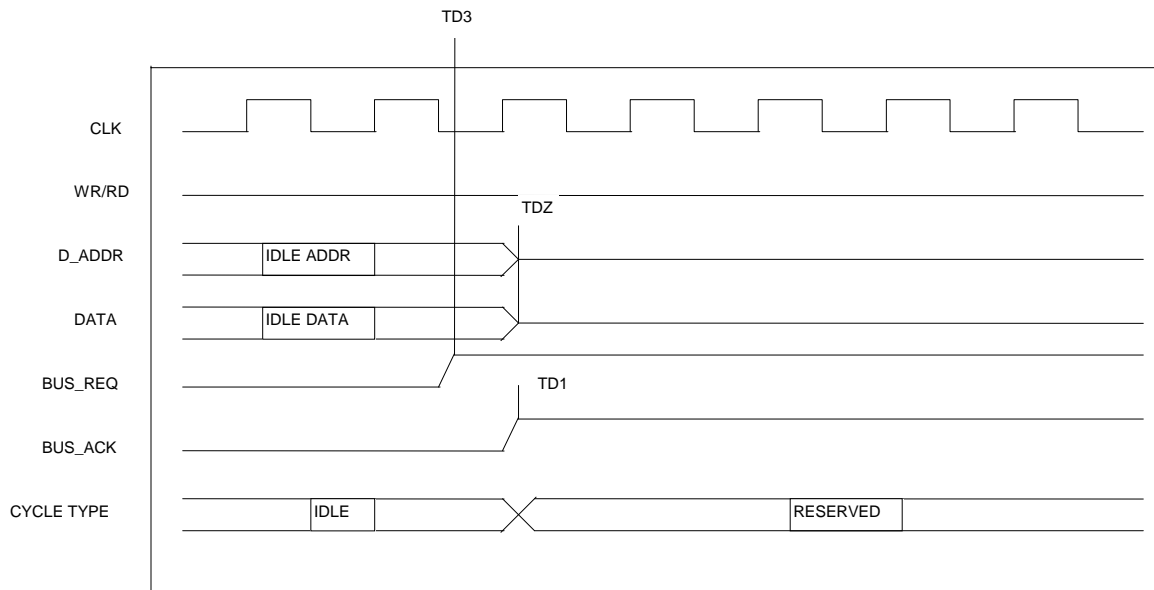 TD3
CLK
WR/RD
TDZ
D_ADDR
IDLE ADDR
DATA
IDLE DATA
BUS_REQ
TD1
BUS_ACK
CYCLE TYPE
IDLE
RESERVED